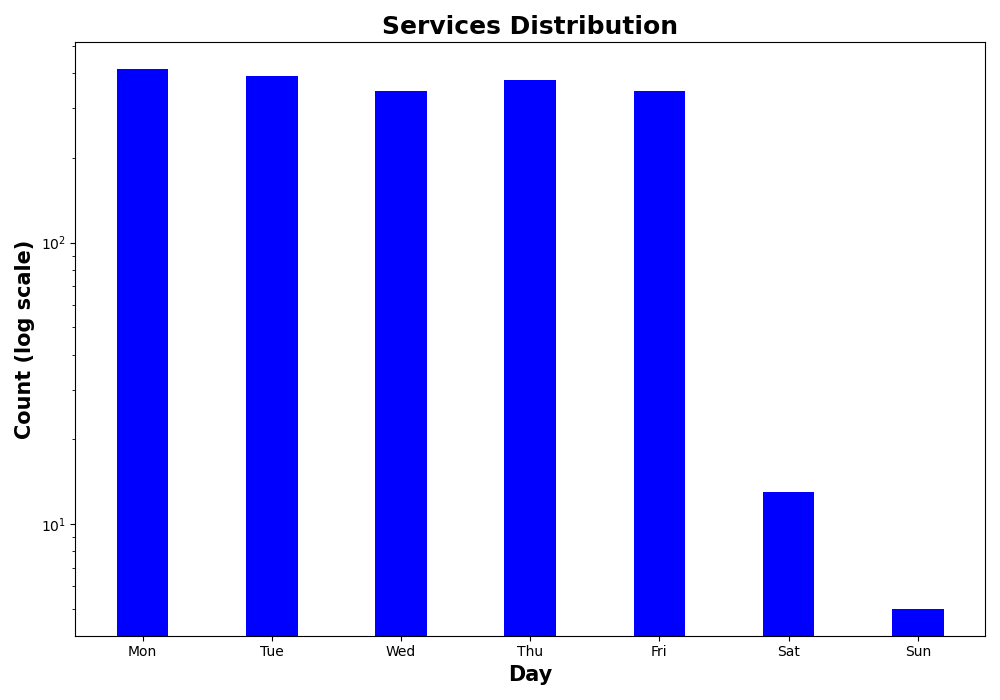 Services Distribution
Count (log scale)
10²
10¹
Mon Tue Wed Thu Fri Sat Sun
Day